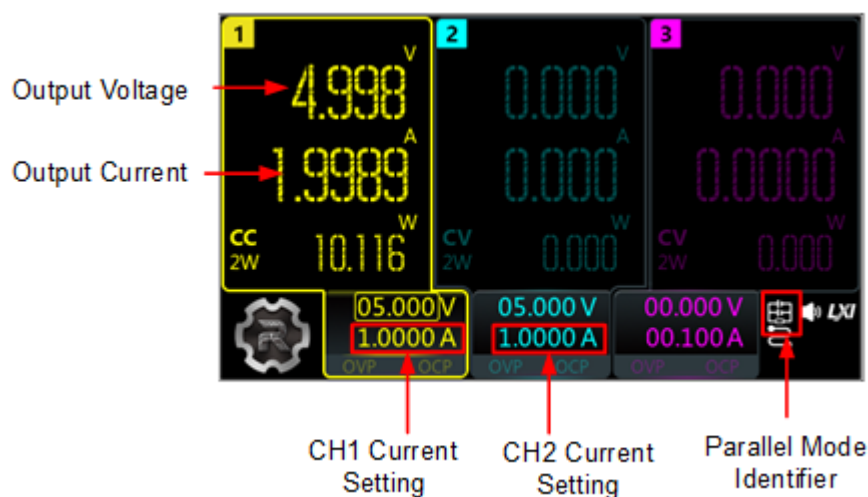 1
V
4.998
A
1.9989
W
CC
2W
10.116
2
V
0.000
A
0.000
W
CV
2W
0.000
3
V
0.000
A
0.0000
W
CV
2W
0.000
Output Voltage
Output Current
05.000 V
1.0000 A
OVP OCP
05.000 V
1.0000 A
OVP OCP
00.000 V
00.100 A
OVP OCP
LXI
CH1 Current
Setting
CH2 Current
Setting
Parallel Mode
Identifier